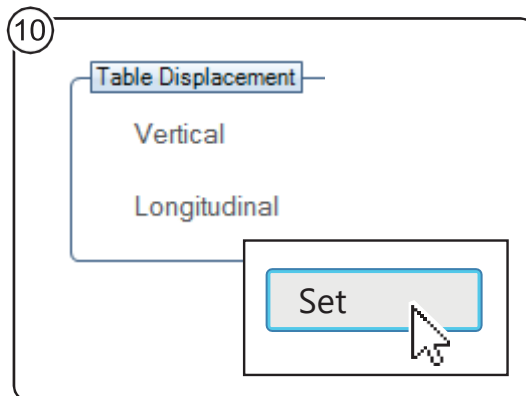 10
Table Displacement
Vertical
Longitudinal
Set